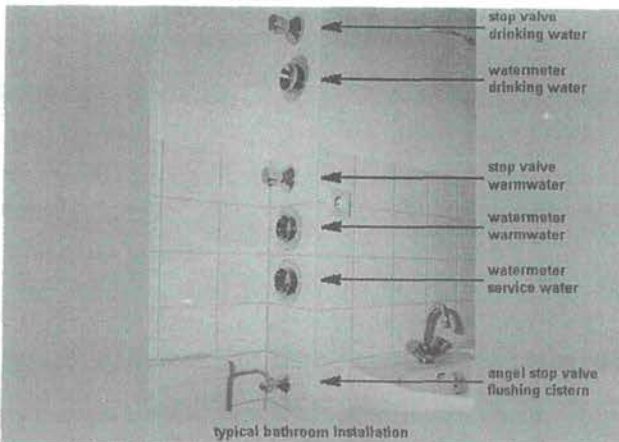 stop valve
drinking water
watermeter
drinking water
stop valve
warmwater
watermeter
warmwater
watermeter
service water
angel stop valve
flushing cistern
typical bathroom installation